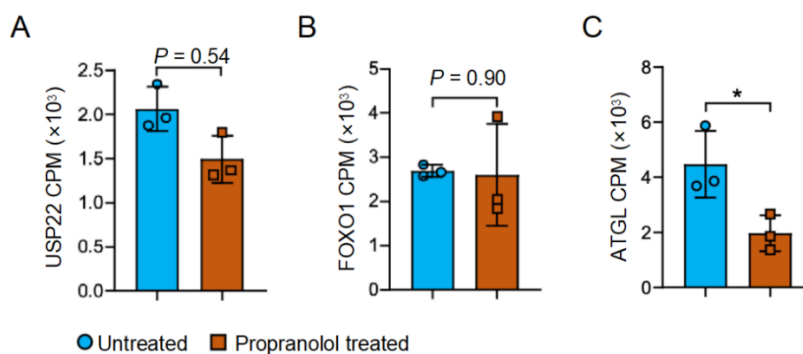 A
USP22 CPM (×10³)
2.5
2.0
1.5
1.0
0.5
0.0
P = 0.54
B
FOXO1 CPM (×10³)
5
4
3
2
1
0
P = 0.90
C
ATGL CPM (×10³)
8
6
4
2
0
*
Untreated
Propranolol treated